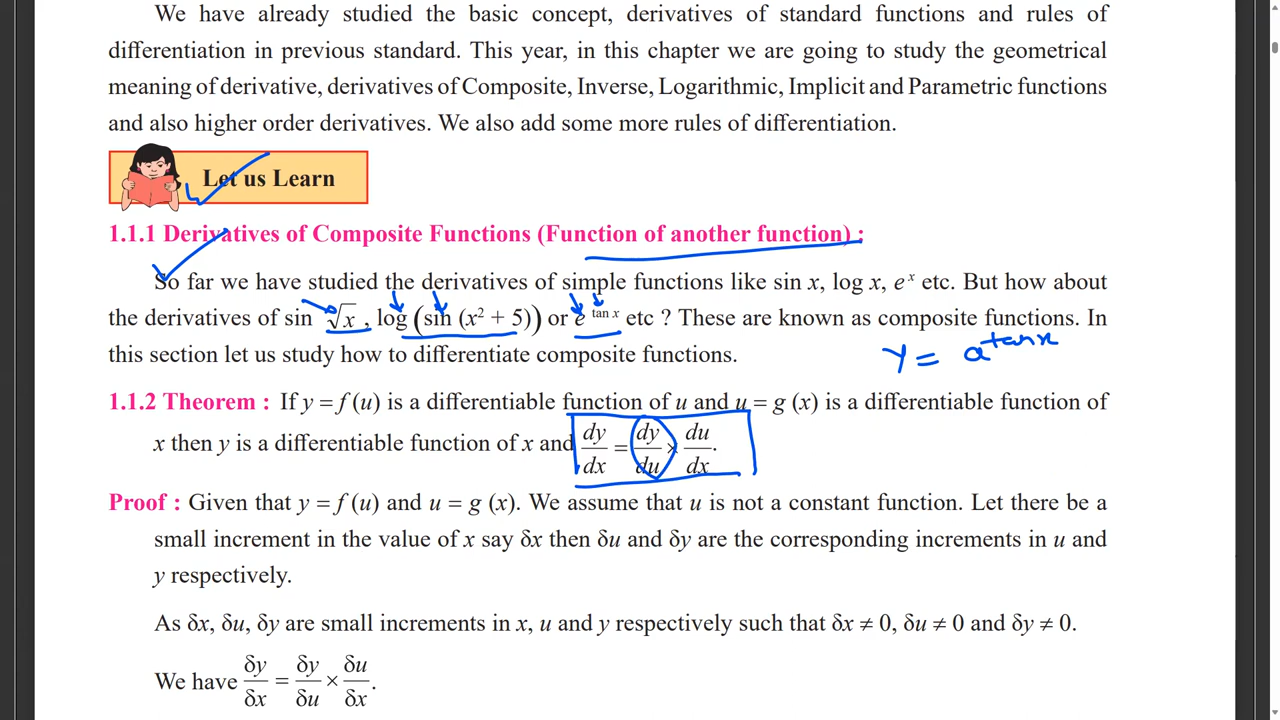 We have already studied the basic concept, derivatives of standard functions and rules of
differentiation in previous standard. This year, in this chapter we are going to study the geometrical
meaning of derivative, derivatives of Composite, Inverse, Logarithmic, Implicit and Parametric functions
and also higher order derivatives. We also add some more rules of differentiation.
Let us Learn
1.1.1 Derivatives of Composite Functions (Function of another function) :
So far we have studied the derivatives of simple functions like sin x, log x, eˣ etc. But how about
the derivatives of sin √x , log (sin (x² + 5)) or e^tan x etc ? These are known as composite functions. In
this section let us study how to differentiate composite functions.
y = a^tanx
1.1.2 Theorem : If y = f (u) is a differentiable function of u and u = g (x) is a differentiable function of
x then y is a differentiable function of x and dy/dx = dy/du × du/dx.
Proof : Given that y = f (u) and u = g (x). We assume that u is not a constant function. Let there be a
small increment in the value of x say δx then δu and δy are the corresponding increments in u and
y respectively.
As δx, δu, δy are small increments in x, u and y respectively such that δx ≠ 0, δu ≠ 0 and δy ≠ 0.
We have δy/δx = δy/δu × δu/δx.